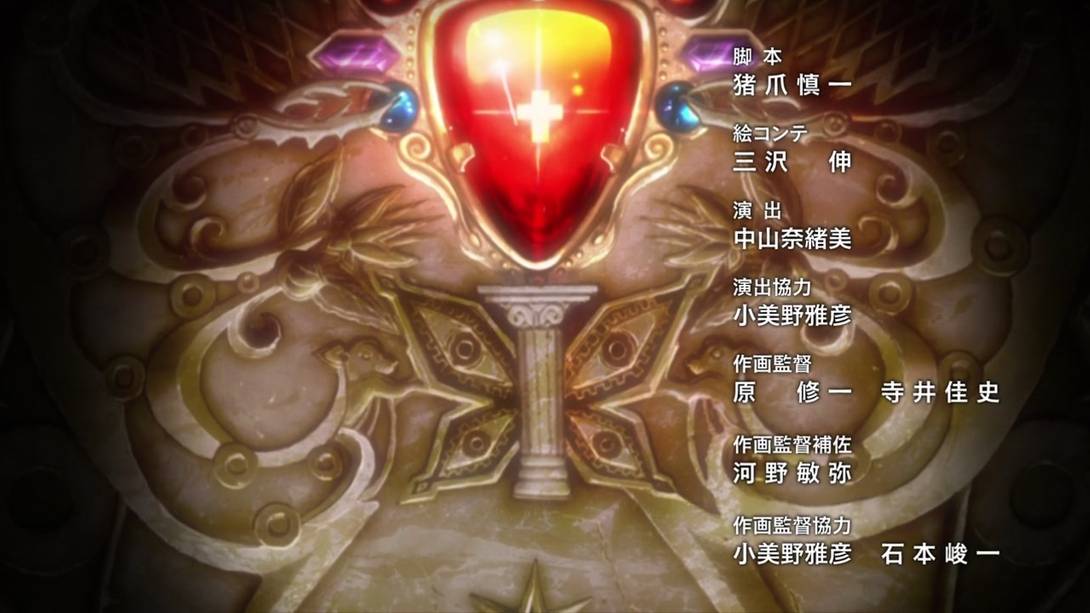 脚本
猪爪慎一
絵コンテ
三沢 伸
演出
中山奈緒美
演出協力
小美野雅彦
作画監督
原 修一 寺井佳史
作画監督補佐
河野敏弥
作画監督協力
小美野雅彦 石本峻一